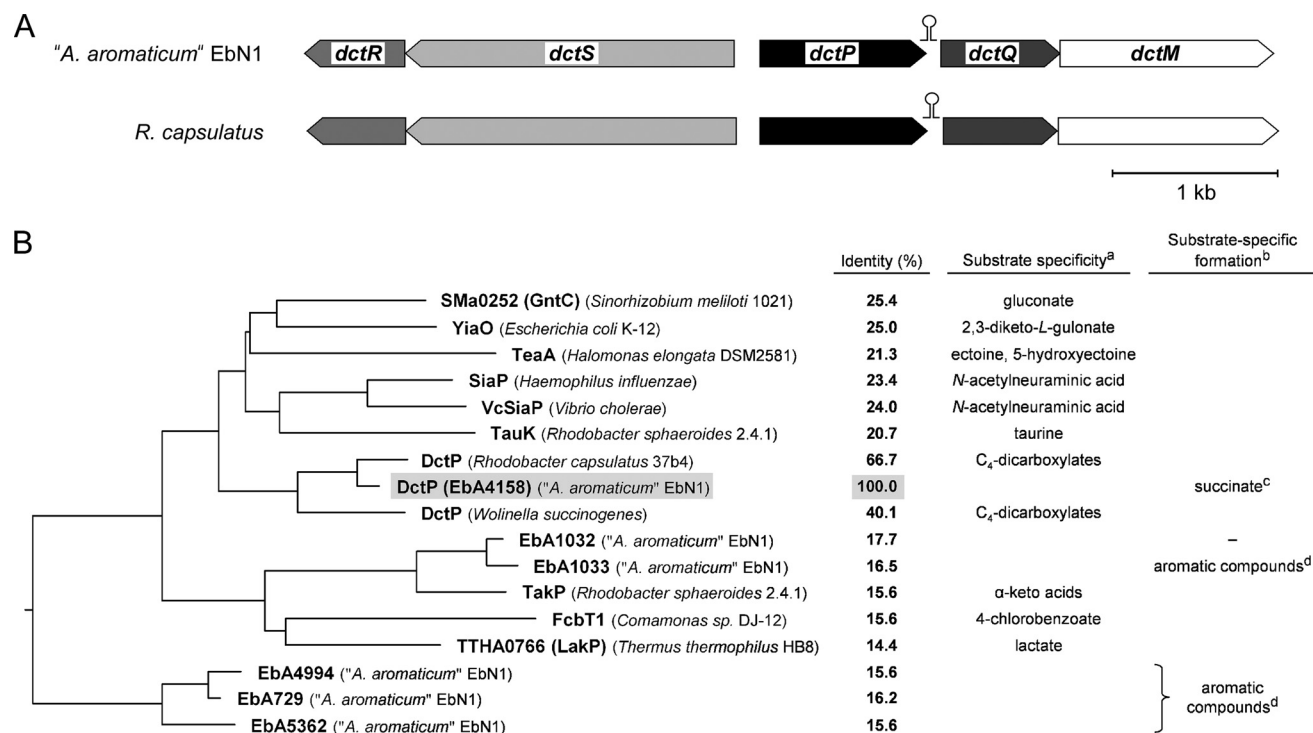 A
"A. aromaticum" EbN1
dctR dctS dctP dctQ dctM
R. capsulatus
1 kb
B
Identity (%) Substrate specificityᵃ Substrate-specific
formationᵇ
SMa0252 (GntC) (Sinorhizobium meliloti 1021) 25.4 gluconate
YiaO (Escherichia coli K-12) 25.0 2,3-diketo-L-gulonate
TeaA (Halomonas elongata DSM2581) 21.3 ectoine, 5-hydroxyectoine
SiaP (Haemophilus influenzae) 23.4 N-acetylneuraminic acid
VcSiaP (Vibrio cholerae) 24.0 N-acetylneuraminic acid
TauK (Rhodobacter sphaeroides 2.4.1) 20.7 taurine
DctP (Rhodobacter capsulatus 37b4) 66.7 C₄-dicarboxylates
DctP (EbA4158) ("A. aromaticum" EbN1) 100.0 succinateᶜ
DctP (Wolinella succinogenes) 40.1 C₄-dicarboxylates
EbA1032 ("A. aromaticum" EbN1) 17.7 –
EbA1033 ("A. aromaticum" EbN1) 16.5 aromatic compoundsᵈ
TakP (Rhodobacter sphaeroides 2.4.1) 15.6 α-keto acids
FcbT1 (Comamonas sp. DJ-12) 15.6 4-chlorobenzoate
TTHA0766 (LakP) (Thermus thermophilus HB8) 14.4 lactate
EbA4994 ("A. aromaticum" EbN1) 15.6
EbA729 ("A. aromaticum" EbN1) 16.2 aromatic
compoundsᵈ
EbA5362 ("A. aromaticum" EbN1) 15.6